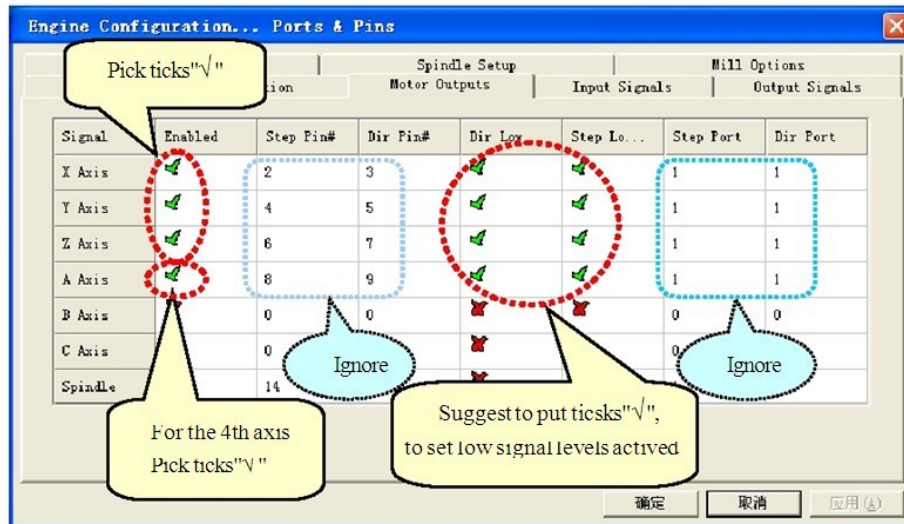 Engine Configuration... Ports & Pins
Pick ticks"√"
Spindle Setup
Mill Options
tion
Motor Outputs
Input Signals
Output Signals
Signal Enabled Step Pin# Dir Pin# Dir Low Step Lo... Step Port Dir Port
X Axis 2 3 1 1
Y Axis 4 5 1 1
Z Axis 6 7 1 1
A Axis 8 9 1 1
B Axis 0 0 0 0
C Axis 0 0
Spindle 14
Ignore
Ignore
For the 4th axis
Pick ticks"√"
Suggest to put ticsks"√",
to set low signal levels actived
确定 取消 应用(A)